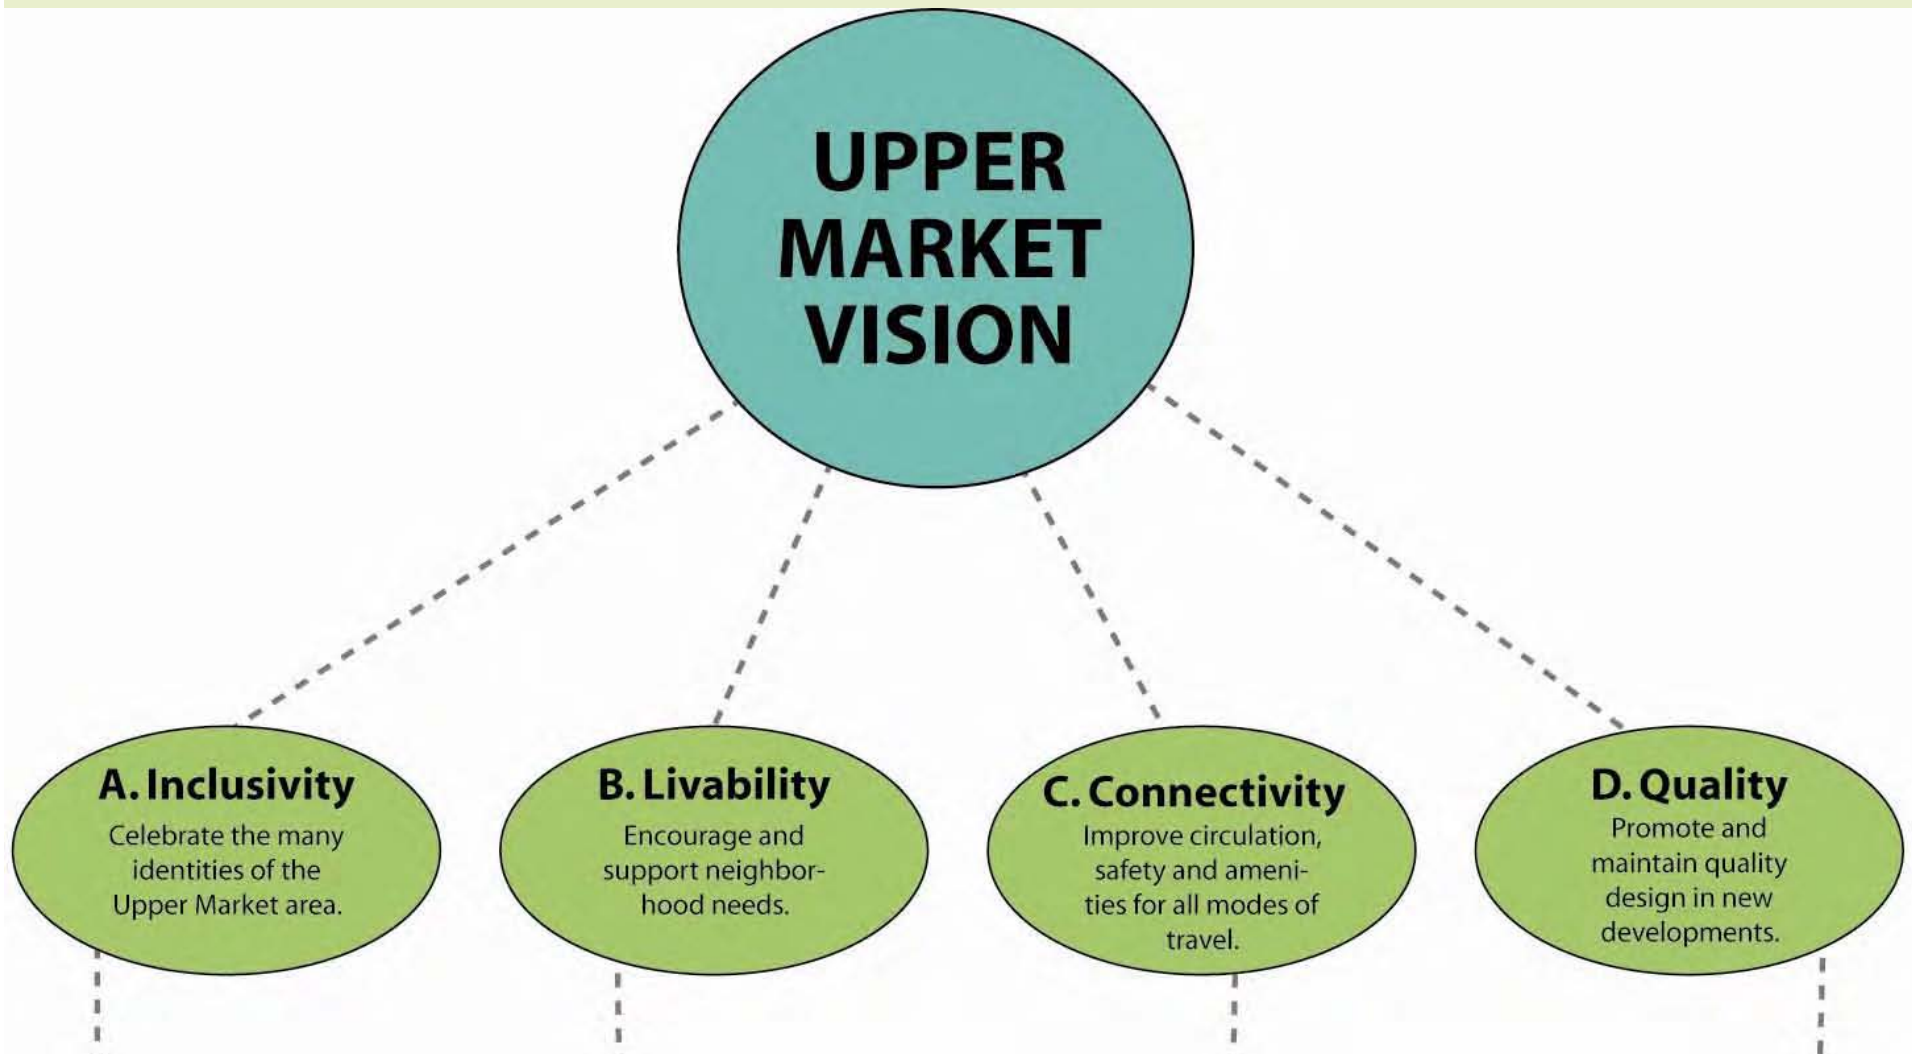 UPPER
MARKET
VISION
A. Inclusivity
Celebrate the many
identities of the
Upper Market area.
B. Livability
Encourage and
support neighbor-
hood needs.
C. Connectivity
Improve circulation,
safety and ameni-
ties for all modes of
travel.
D. Quality
Promote and
maintain quality
design in new
developments.